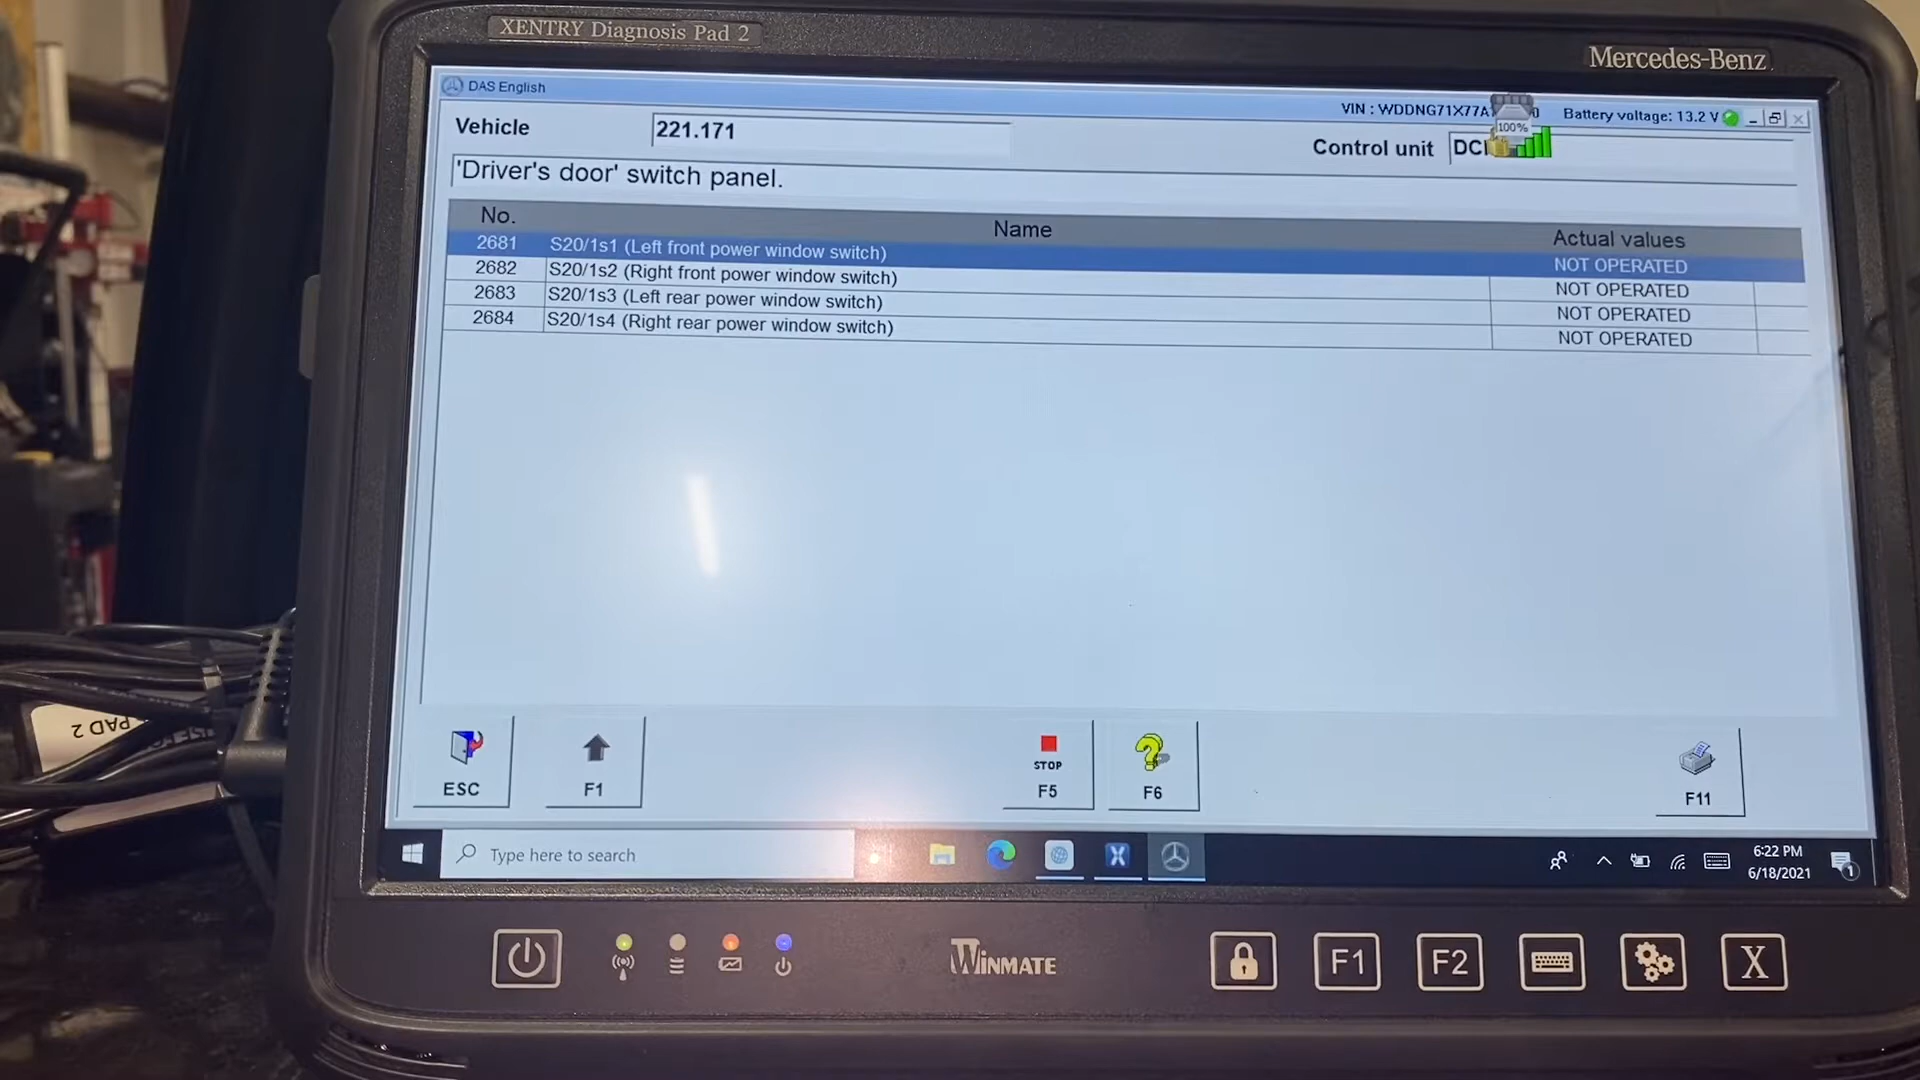 XENTRY Diagnosis Pad 2
Mercedes-Benz
DAS English
VIN : WDDNG71X77A
Battery voltage: 13.2 V
100%
Vehicle 221.171
Control unit
'Driver's door' switch panel.
No. Name Actual values
2681 S20/1s1 (Left front power window switch) NOT OPERATED
2682 S20/1s2 (Right front power window switch) NOT OPERATED
2683 S20/1s3 (Left rear power window switch) NOT OPERATED
2684 S20/1s4 (Right rear power window switch) NOT OPERATED
STOP
ESC F1 F5 F6 F11
Type here to search
X
6:22 PM
6/18/2021
1
PAD 2
WINMATE
F1 F2 X